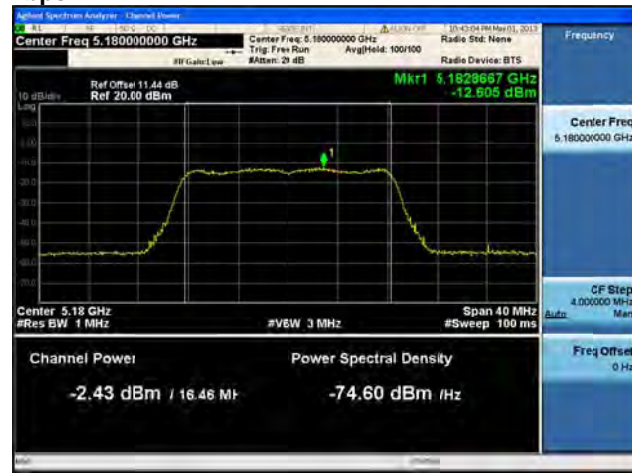 Agilent Spectrum Analyzer - Channel Power
Center Freq 5.180000000 GHz
#IFGain:Low
Center Freq: 5.180000000 GHz
Trig: Free Run
Avg|Hold: 100/100
#Atten: 20 dB
10:43:04 PM May 01, 2013
Radio Std: None
Radio Device: BTS
Frequency
Ref Offset 11.44 dB
10 dB/div
Ref 20.00 dBm
Log
Mkr1 5.1828667 GHz
-12.605 dBm
1
Center Freq
5.180000000 GHz
Center 5.18 GHz
Span 40 MHz
#Res BW 1 MHz
#VBW 3 MHz
#Sweep 100 ms
CF Step
4.000000 MHz
Auto
Man
Channel Power
Power Spectral Density
Freq Offset
0 Hz
-2.43 dBm / 16.46 MH
-74.60 dBm /Hz